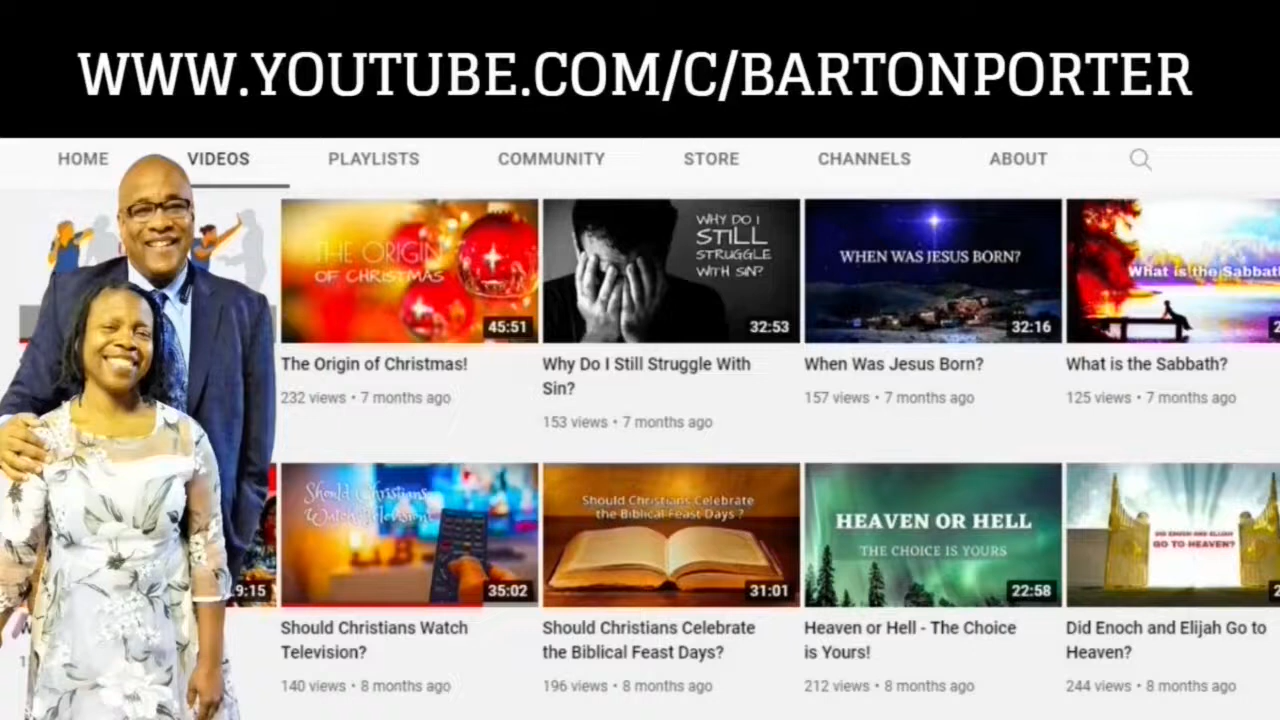 WWW.YOUTUBE.COM/C/BARTONPORTER
HOME VIDEOS PLAYLISTS COMMUNITY STORE CHANNELS ABOUT
THE ORIGIN
OF CHRISTMAS
45:51
WHY DO I
STILL
STRUGGLE
WITH SIN?
32:53
WHEN WAS JESUS BORN?
32:16
What is the Sabbat
2
The Origin of Christmas!
232 views • 7 months ago
Why Do I Still Struggle With
Sin?
153 views • 7 months ago
When Was Jesus Born?
157 views • 7 months ago
What is the Sabbath?
125 views • 7 months ago
9:15
Should Christians
Watch Television
35:02
Should Christians Celebrate
the Biblical Feast Days ?
31:01
HEAVEN OR HELL
THE CHOICE IS YOURS
22:58
DID ENOCH AND ELIJAH
GO TO HEAVEN?
2
Should Christians Watch
Television?
140 views • 8 months ago
Should Christians Celebrate
the Biblical Feast Days?
196 views • 8 months ago
Heaven or Hell - The Choice
is Yours!
212 views • 8 months ago
Did Enoch and Elijah Go to
Heaven?
244 views • 8 months ago